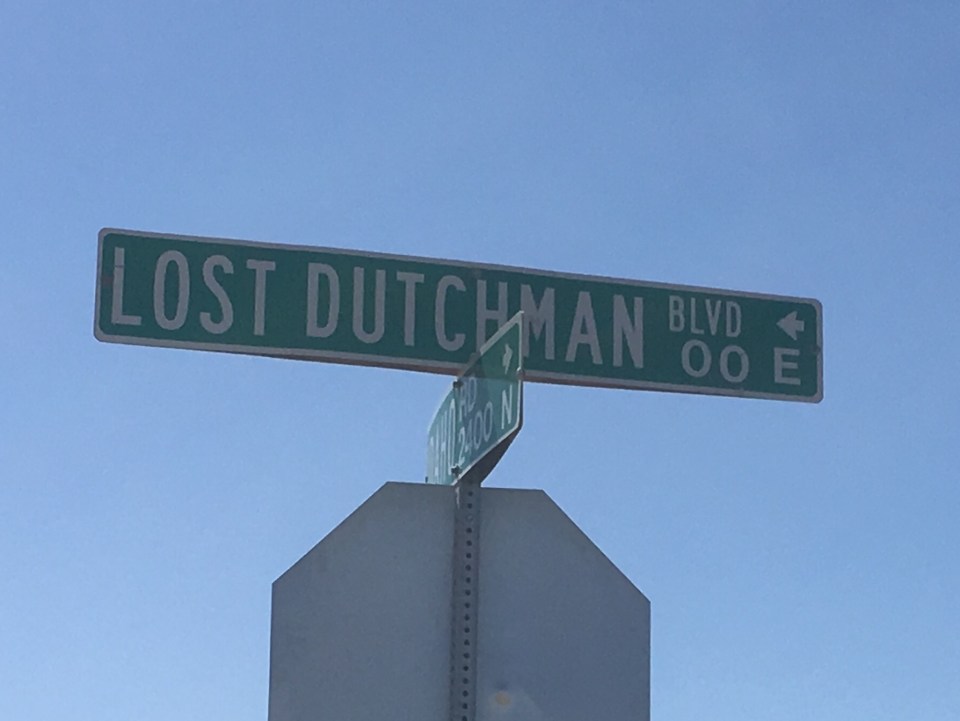 LOST DUTCHMAN BLVD
00 E
RD
2400 N